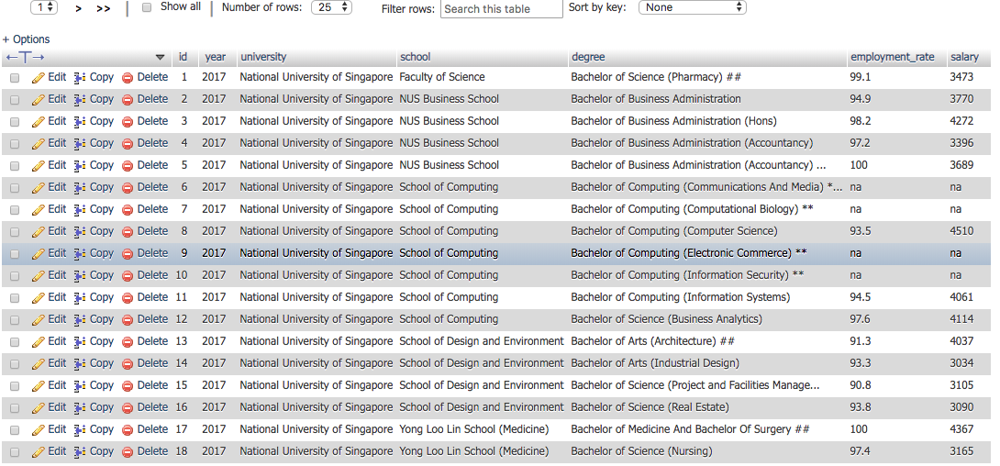 1 > >> | Show all | Number of rows: 25 Filter rows: Search this table Sort by key: None
+ Options
←T→ ▼ id year university school degree employment_rate salary
Edit Copy Delete 1 2017 National University of Singapore Faculty of Science Bachelor of Science (Pharmacy) ## 99.1 3473
Edit Copy Delete 2 2017 National University of Singapore NUS Business School Bachelor of Business Administration 94.9 3770
Edit Copy Delete 3 2017 National University of Singapore NUS Business School Bachelor of Business Administration (Hons) 98.2 4272
Edit Copy Delete 4 2017 National University of Singapore NUS Business School Bachelor of Business Administration (Accountancy) 97.2 3396
Edit Copy Delete 5 2017 National University of Singapore NUS Business School Bachelor of Business Administration (Accountancy) ... 100 3689
Edit Copy Delete 6 2017 National University of Singapore School of Computing Bachelor of Computing (Communications And Media) *... na na
Edit Copy Delete 7 2017 National University of Singapore School of Computing Bachelor of Computing (Computational Biology) ** na na
Edit Copy Delete 8 2017 National University of Singapore School of Computing Bachelor of Computing (Computer Science) 93.5 4510
Edit Copy Delete 9 2017 National University of Singapore School of Computing Bachelor of Computing (Electronic Commerce) ** na na
Edit Copy Delete 10 2017 National University of Singapore School of Computing Bachelor of Computing (Information Security) ** na na
Edit Copy Delete 11 2017 National University of Singapore School of Computing Bachelor of Computing (Information Systems) 94.5 4061
Edit Copy Delete 12 2017 National University of Singapore School of Computing Bachelor of Science (Business Analytics) 97.6 4114
Edit Copy Delete 13 2017 National University of Singapore School of Design and Environment Bachelor of Arts (Architecture) ## 91.3 4037
Edit Copy Delete 14 2017 National University of Singapore School of Design and Environment Bachelor of Arts (Industrial Design) 93.3 3034
Edit Copy Delete 15 2017 National University of Singapore School of Design and Environment Bachelor of Science (Project and Facilities Manage... 90.8 3105
Edit Copy Delete 16 2017 National University of Singapore School of Design and Environment Bachelor of Science (Real Estate) 93.8 3090
Edit Copy Delete 17 2017 National University of Singapore Yong Loo Lin School (Medicine) Bachelor of Medicine And Bachelor Of Surgery ## 100 4367
Edit Copy Delete 18 2017 National University of Singapore Yong Loo Lin School (Medicine) Bachelor of Science (Nursing) 97.4 3165